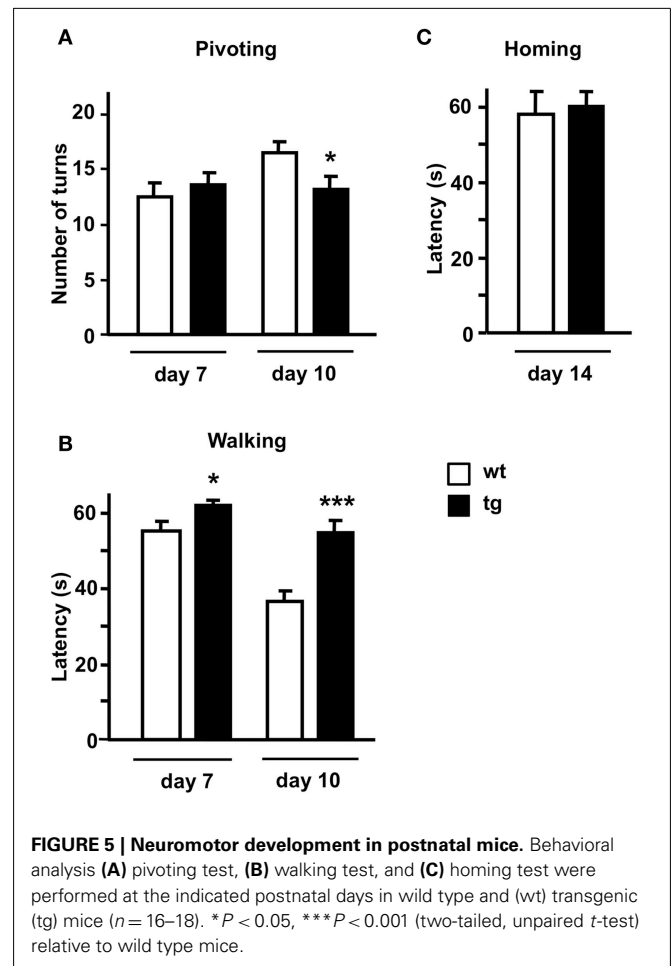 A
Pivoting
Number of turns
20
15
10
5
0
*
day 7
day 10
C
Homing
Latency (s)
60
40
20
0
day 14
B
Walking
Latency (s)
60
40
20
0
*
***
day 7
day 10
wt
tg
FIGURE 5 | Neuromotor development in postnatal mice. Behavioral
analysis (A) pivoting test, (B) walking test, and (C) homing test were
performed at the indicated postnatal days in wild type and (wt) transgenic
(tg) mice (n = 16–18). *P < 0.05, ***P < 0.001 (two-tailed, unpaired t-test)
relative to wild type mice.